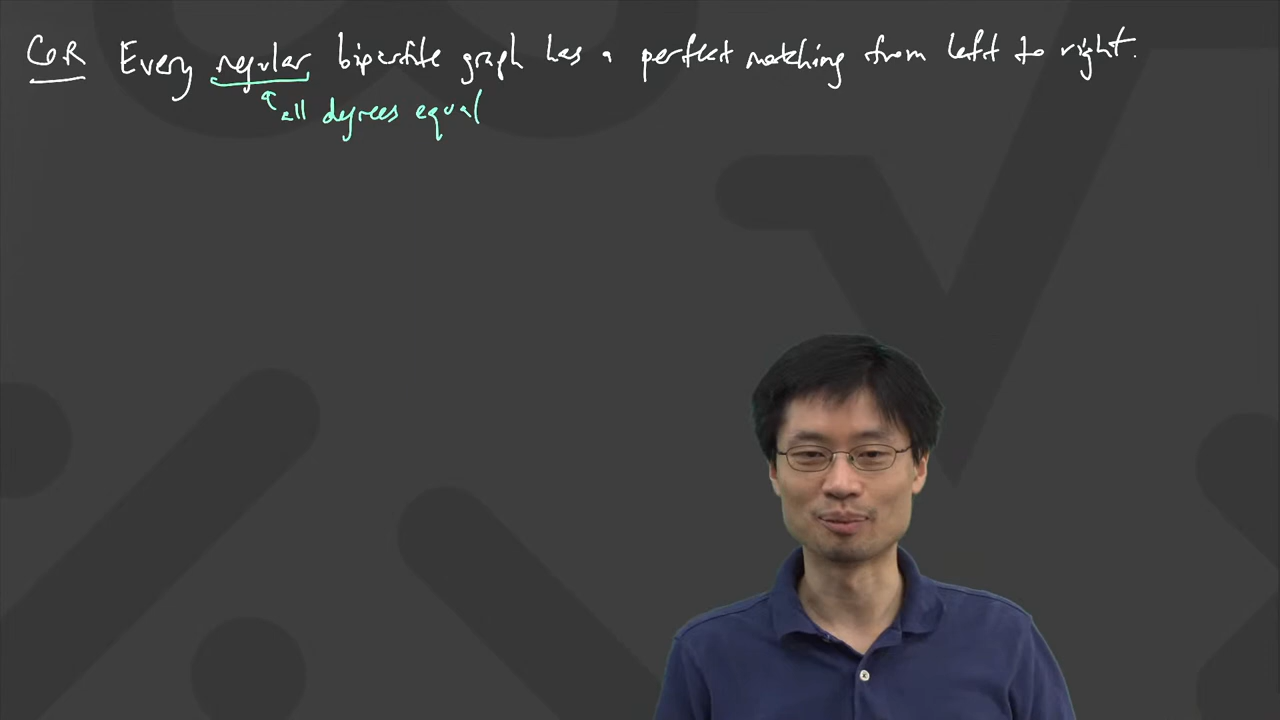 COR Every regular bipartite graph has a perfect matching from left to right.
all degrees equal